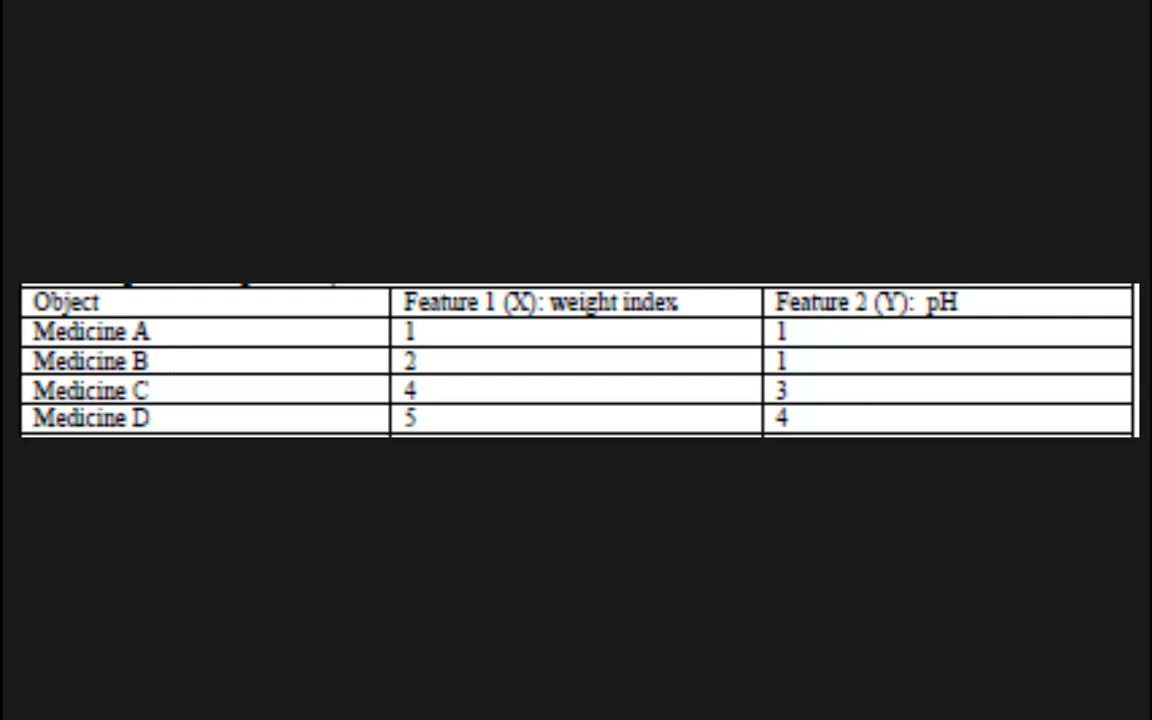 Object Feature 1 (X): weight index Feature 2 (Y): pH
Medicine A 1 1
Medicine B 2 1
Medicine C 4 3
Medicine D 5 4